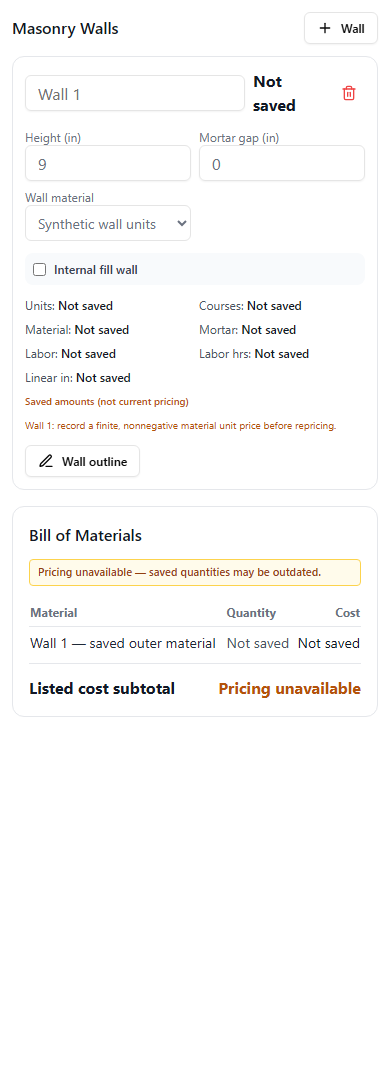 Masonry Walls
Wall
Wall 1
Not saved
Height (in)
Mortar gap (in)
9
0
Wall material
Synthetic wall units
Internal fill wall
Units: Not saved
Courses: Not saved
Material: Not saved
Mortar: Not saved
Labor: Not saved
Labor hrs: Not saved
Linear in: Not saved
Saved amounts (not current pricing)
Wall 1: record a finite, nonnegative material unit price before repricing.
Wall outline
Bill of Materials
Pricing unavailable — saved quantities may be outdated.
Material Quantity Cost
Wall 1 — saved outer material Not saved Not saved
Listed cost subtotal Pricing unavailable